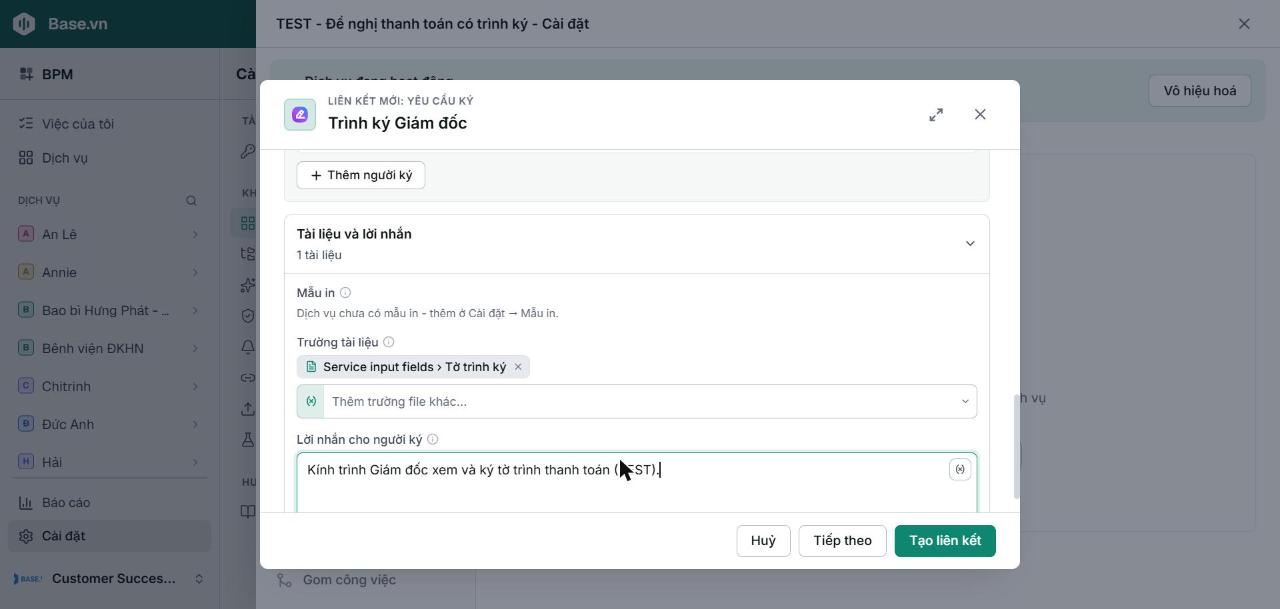 Base.vn
TEST - Đề nghị thanh toán có trình ký - Cài đặt
BPM
Vô hiệu hoá
LIÊN KẾT MỚI: YÊU CẦU KÝ
Trình ký Giám đốc
Việc của tôi
Dịch vụ
DỊCH VỤ
An Lê
Annie
Bao bì Hưng Phát - ...
Bệnh viện ĐKHN
Chitrinh
Đức Anh
Hải
Báo cáo
Cài đặt
Customer Succes...
+ Thêm người ký
Tài liệu và lời nhắn
1 tài liệu
Mẫu in
Dịch vụ chưa có mẫu in - thêm ở Cài đặt → Mẫu in.
Trường tài liệu
Service input fields › Tờ trình ký ×
Thêm trường file khác...
Lời nhắn cho người ký
Kính trình Giám đốc xem và ký tờ trình thanh toán (TEST).
Huỷ
Tiếp theo
Tạo liên kết
Gom công việc